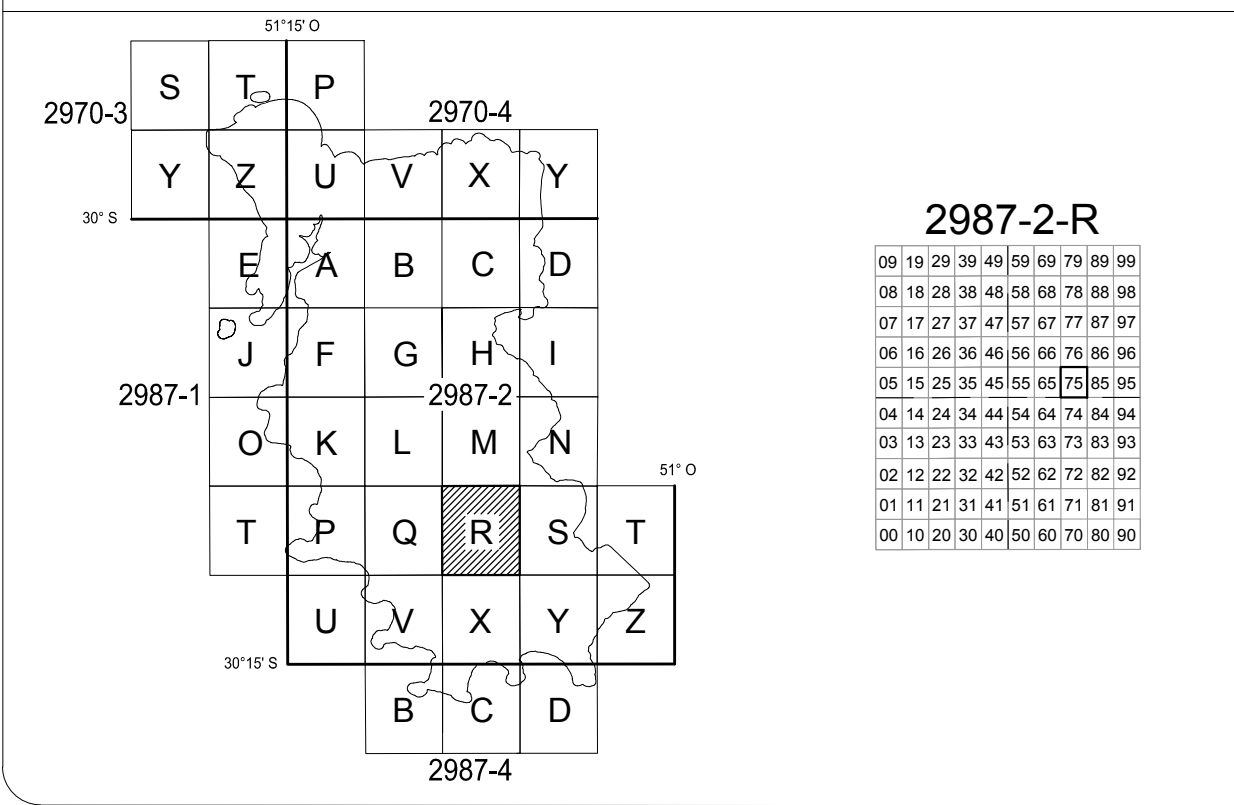 51°15' O
S T P
2970-3 2970-4
Y Z U V X Y
30° S
E A B C D
J F G H I
2987-1 2987-2
O K L M N
51° O
T P Q R S T
U V X Y Z
30°15' S
B C D
2987-4
2987-2-R
09 19 29 39 49 59 69 79 89 99
08 18 28 38 48 58 68 78 88 98
07 17 27 37 47 57 67 77 87 97
06 16 26 36 46 56 66 76 86 96
05 15 25 35 45 55 65 75 85 95
04 14 24 34 44 54 64 74 84 94
03 13 23 33 43 53 63 73 83 93
02 12 22 32 42 52 62 72 82 92
01 11 21 31 41 51 61 71 81 91
00 10 20 30 40 50 60 70 80 90